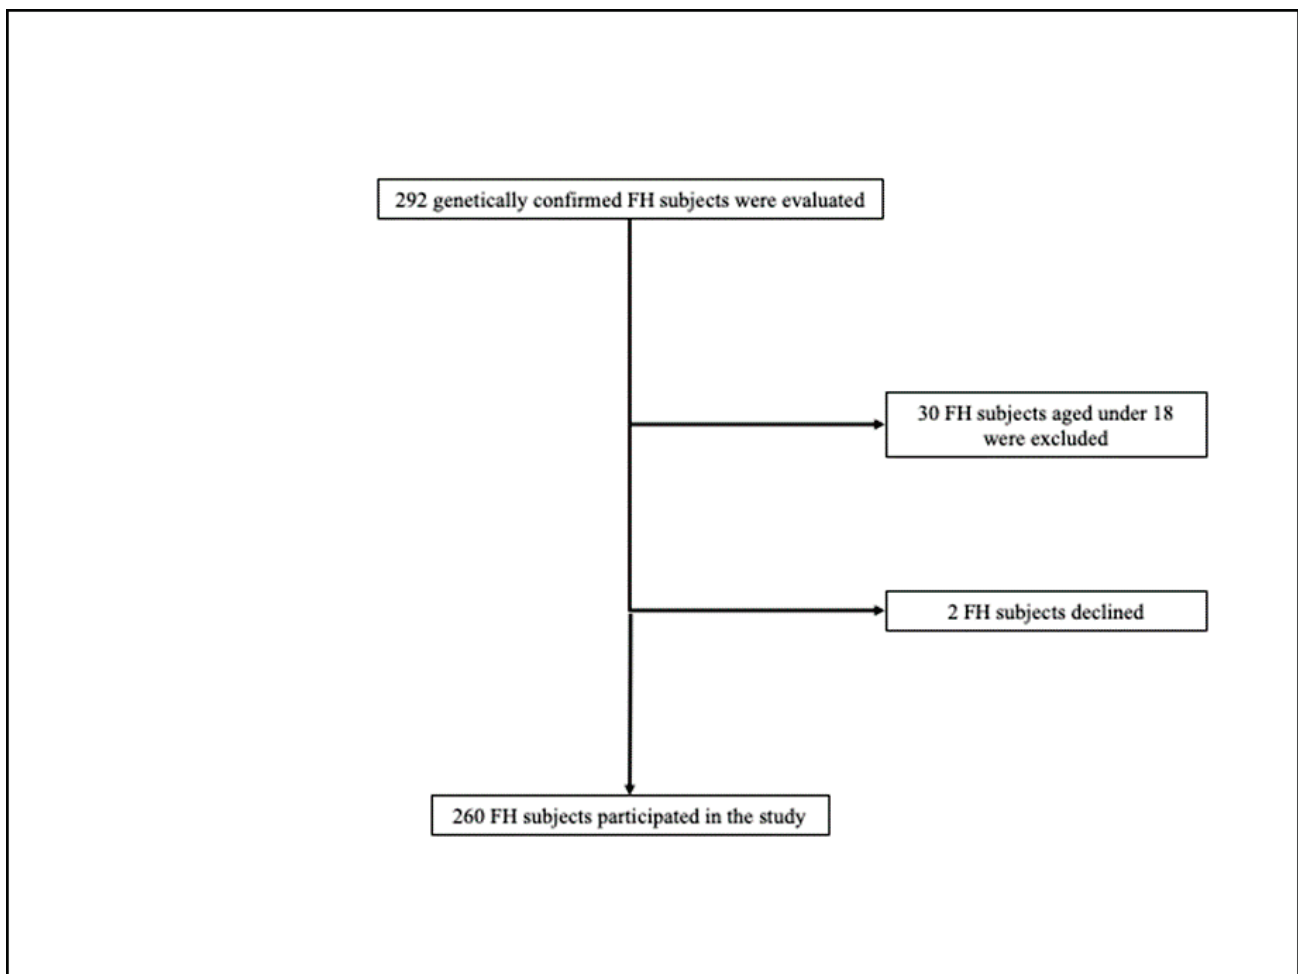 292 genetically confirmed FH subjects were evaluated
30 FH subjects aged under 18
were excluded
2 FH subjects declined
260 FH subjects participated in the study